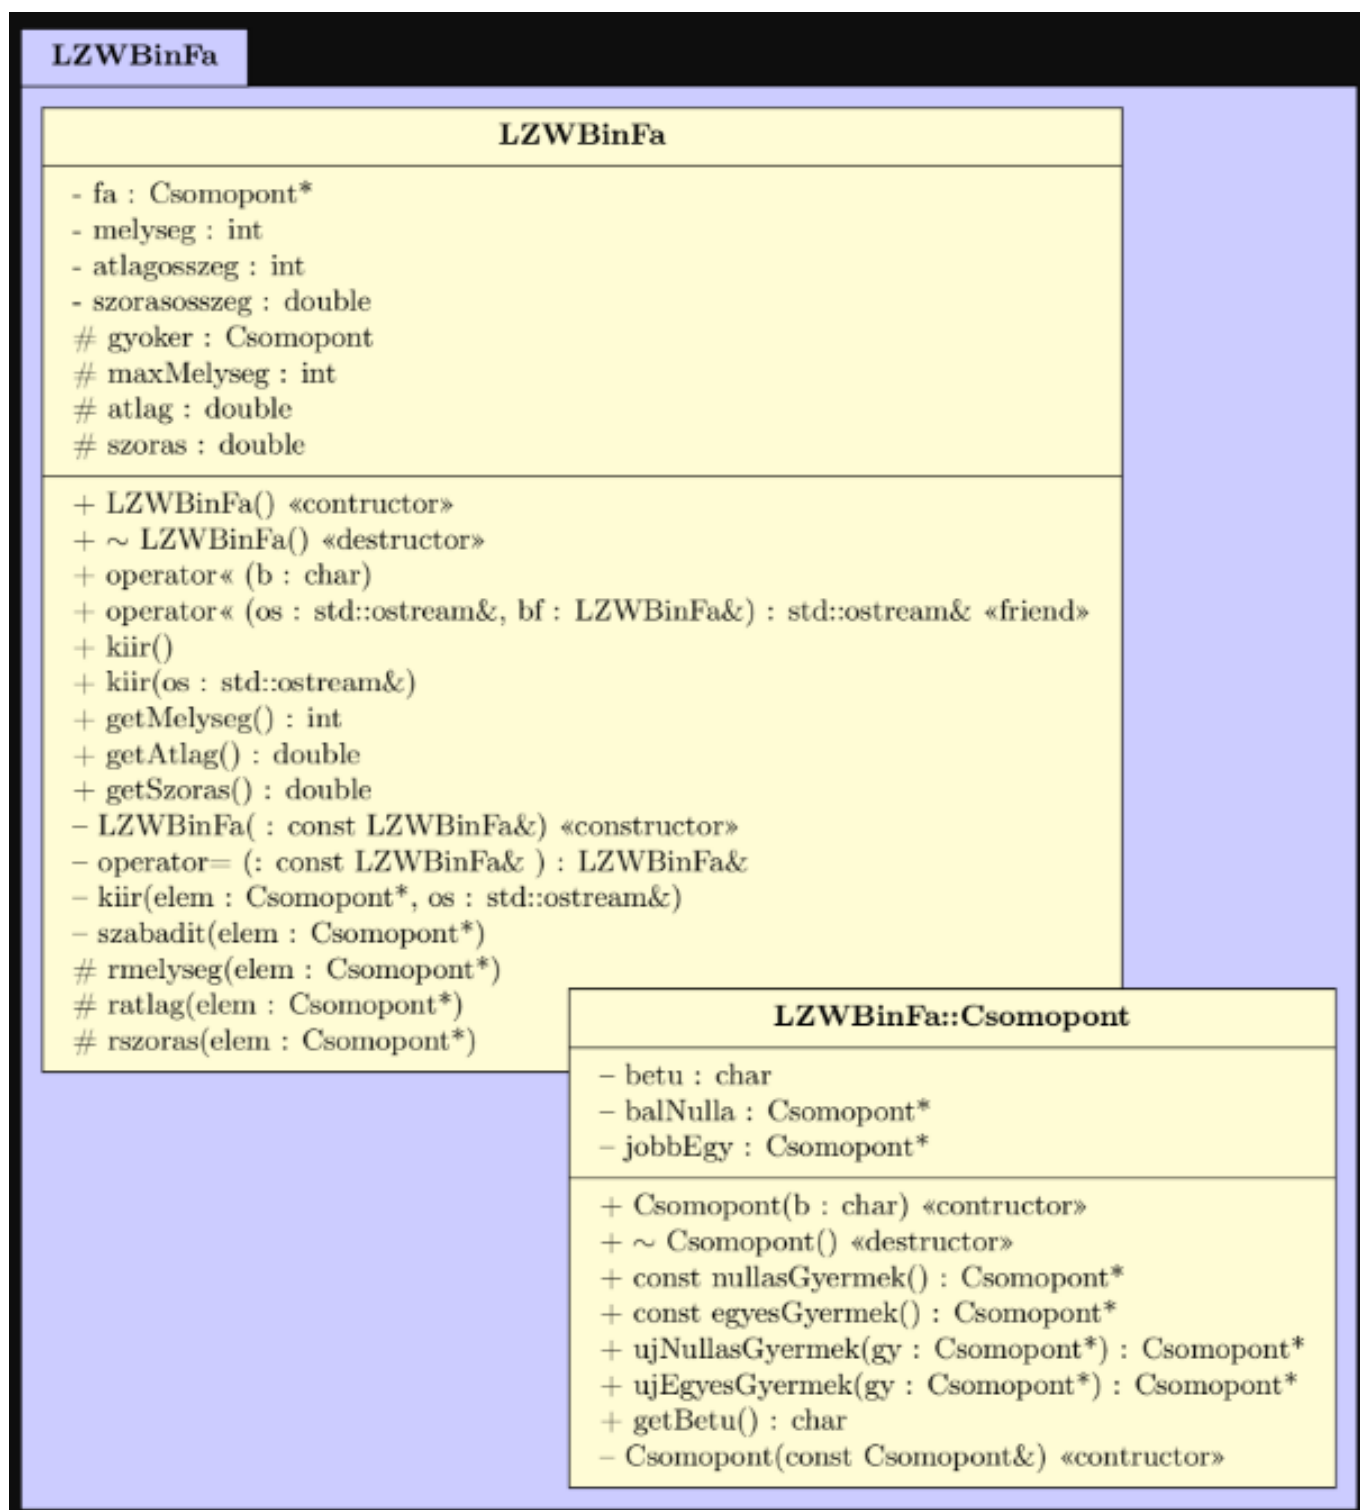 LZWBinFa
LZWBinFa
- fa : Csomopont*
- melyseg : int
- atlagosszeg : int
- szorasosszeg : double
# gyoker : Csomopont
# maxMelyseg : int
# atlag : double
# szoras : double
+ LZWBinFa() «contructor»
+ ∼ LZWBinFa() «destructor»
+ operator« (b : char)
+ operator« (os : std::ostream&, bf : LZWBinFa&) : std::ostream& «friend»
+ kiir()
+ kiir(os : std::ostream&)
+ getMelyseg() : int
+ getAtlag() : double
+ getSzoras() : double
– LZWBinFa( : const LZWBinFa&) «constructor»
– operator= (: const LZWBinFa& ) : LZWBinFa&
– kiir(elem : Csomopont*, os : std::ostream&)
– szabadit(elem : Csomopont*)
# rmelyseg(elem : Csomopont*)
# ratlag(elem : Csomopont*)
# rszoras(elem : Csomopont*)
LZWBinFa::Csomopont
– betu : char
– balNulla : Csomopont*
– jobbEgy : Csomopont*
+ Csomopont(b : char) «contructor»
+ ∼ Csomopont() «destructor»
+ const nullasGyermek() : Csomopont*
+ const egyesGyermek() : Csomopont*
+ ujNullasGyermek(gy : Csomopont*) : Csomopont*
+ ujEgyesGyermek(gy : Csomopont*) : Csomopont*
+ getBetu() : char
– Csomopont(const Csomopont&) «contructor»